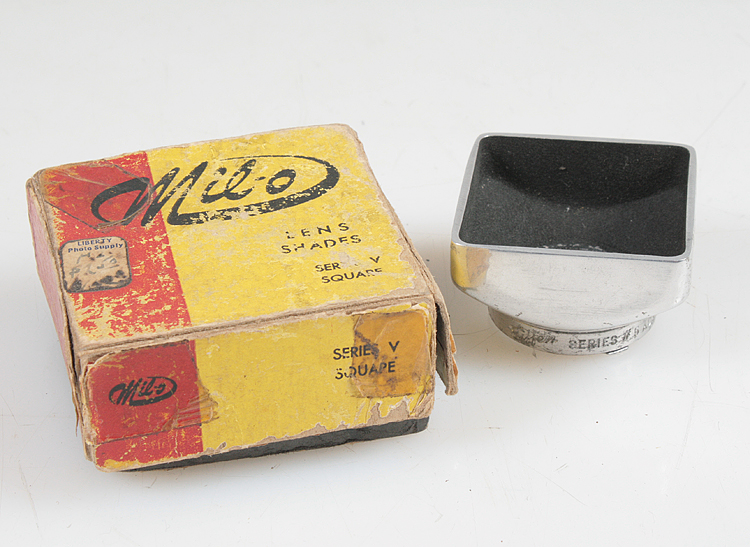 Mil-o
LENS
SHADES
SERIES V
SQUARE
LIBERTY
Photo Supply
Mil-o
SERIES V
SQUARE
SERIES